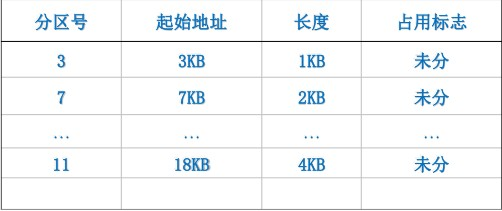 分区号 起始地址 长度 占用标志
3 3KB 1KB 未分
7 7KB 2KB 未分
… … … …
11 18KB 4KB 未分